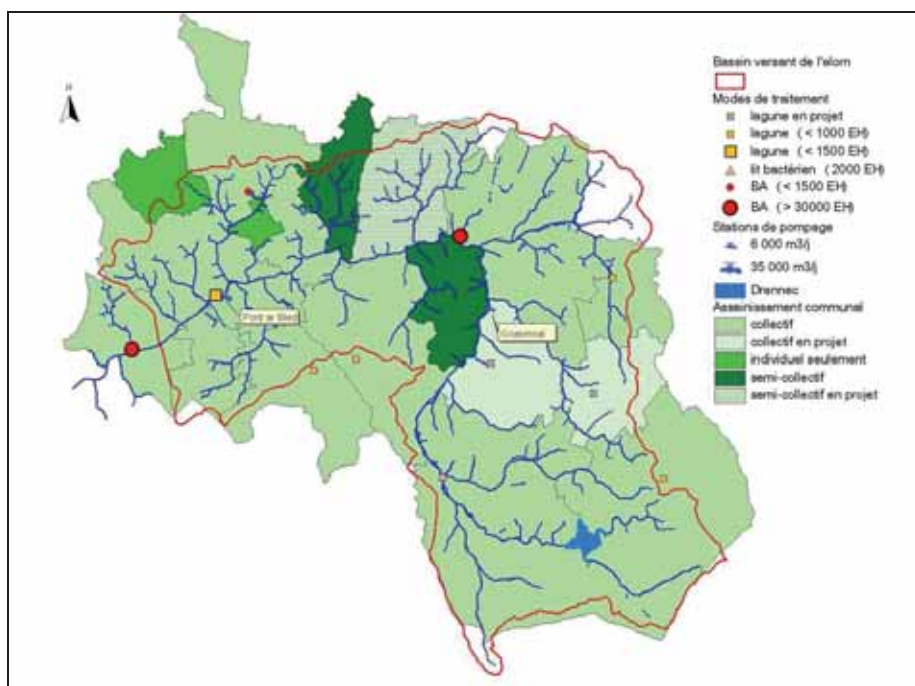 N
Bassin versant de l'elorn
Modes de traitement
lagune en projet
lagune (< 1000 EH)
lagune (< 1500 EH)
lit bactérien (2000 EH)
BA (< 1500 EH)
BA (> 30000 EH)
Stations de pompage
6 000 m3/j
35 000 m3/j
Drennec
Assainissement communal
collectif
collectif en projet
individuel seulement
semi-collectif
semi-collectif en projet
Pont ar Bled
Goasmoal